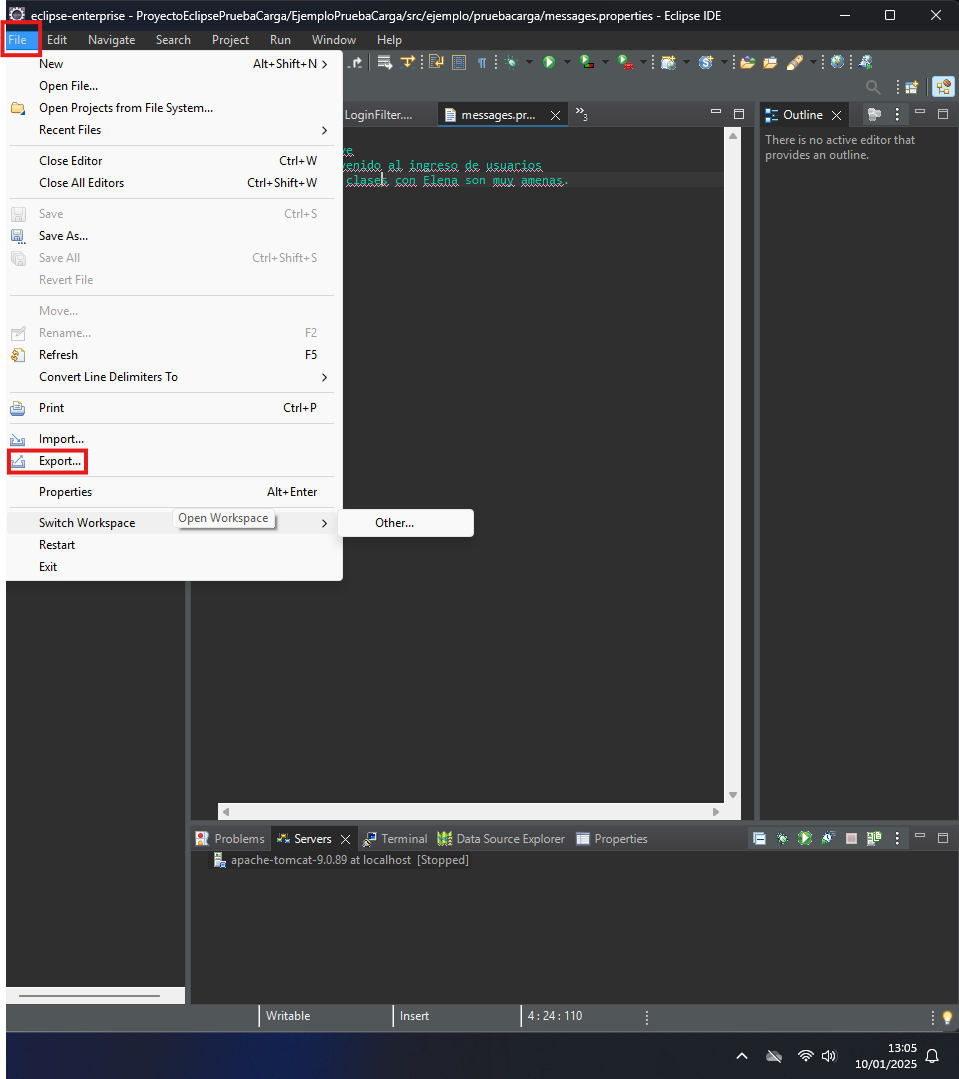 eclipse-enterprise - ProyectoEclipsePruebaCarga/EjemploPruebaCarga/src/ejemplo/pruebacarga/messages.properties - Eclipse IDE
File Edit Navigate Search Project Run Window Help
New Alt+Shift+N >
Open File...
Open Projects from File System...
Recent Files >
Close Editor Ctrl+W
Close All Editors Ctrl+Shift+W
Save Ctrl+S
Save As...
Save All Ctrl+Shift+S
Revert File
Move...
Rename... F2
Refresh F5
Convert Line Delimiters To >
Print Ctrl+P
Import...
Export...
Properties Alt+Enter
Switch Workspace >
Open Workspace
Other...
Restart
Exit
LoginFilter....
messages.pr...
»3
ve
venido al ingreso de usuarios
clases con Elena son muy amenas.
Outline
There is no active editor that
provides an outline.
Problems Servers Terminal Data Source Explorer Properties
apache-tomcat-9.0.89 at localhost [Stopped]
Writable Insert 4 : 24 : 110
13:05
10/01/2025